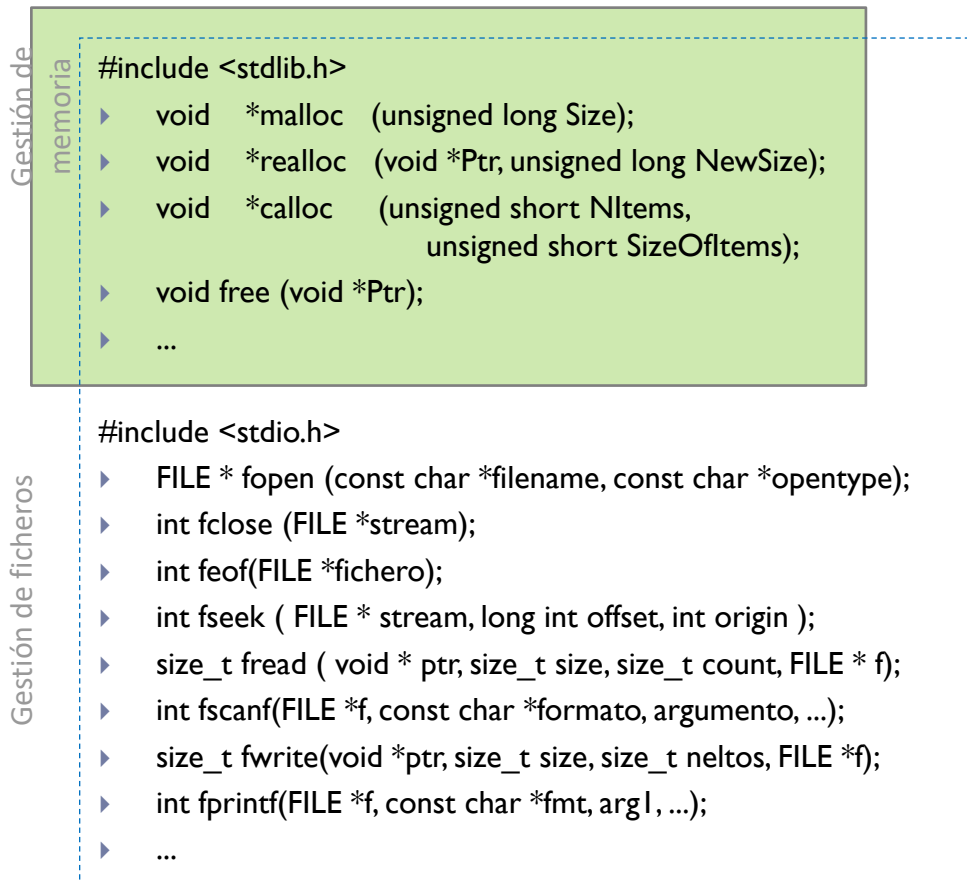 Gestión de
memoria
#include <stdlib.h>
void *malloc (unsigned long Size);
void *realloc (void *Ptr, unsigned long NewSize);
void *calloc (unsigned short NItems,
unsigned short SizeOfItems);
void free (void *Ptr);
...
Gestión de ficheros
#include <stdio.h>
FILE * fopen (const char *filename, const char *opentype);
int fclose (FILE *stream);
int feof(FILE *fichero);
int fseek ( FILE * stream, long int offset, int origin );
size_t fread ( void * ptr, size_t size, size_t count, FILE * f);
int fscanf(FILE *f, const char *formato, argumento, ...);
size_t fwrite(void *ptr, size_t size, size_t neltos, FILE *f);
int fprintf(FILE *f, const char *fmt, arg1, ...);
...